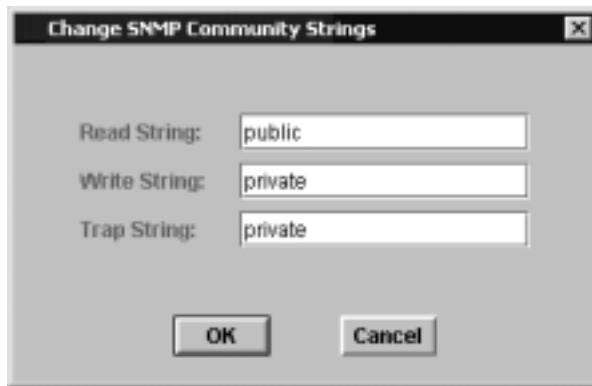 Change SNMP Community Strings
Read String: public
Write String: private
Trap String: private
OK Cancel